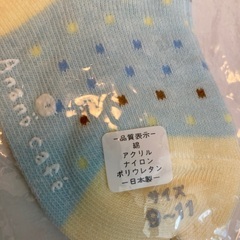 Anano cafe
－品質表示－
綿
アクリル
ナイロン
ポリウレタン
―日本製―
サイズ
9~11